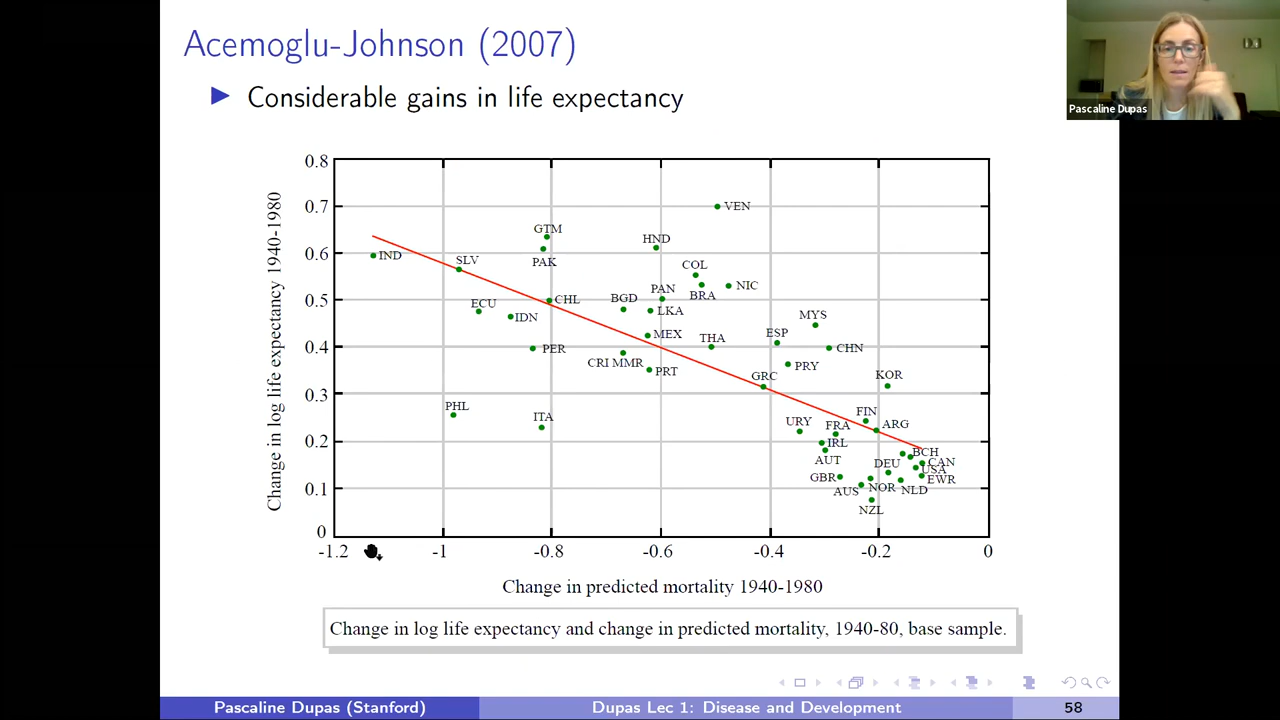 Acemoglu-Johnson (2007)
Considerable gains in life expectancy
Pascaline Dupas
0.8
0.7
0.6
0.5
0.4
0.3
0.2
0.1
0
Change in log life expectancy 1940-1980
VEN
GTM
HND
IND
SLV
PAK
COL
PAN
BRA
NIC
ECU
CHL
BGD
LKA
IDN
MYS
MEX
THA
ESP
CHN
PER
CRI MMR
PRT
PRY
GRC
KOR
PHL
ITA
FIN
URY
FRA
ARG
IRL
AUT
BCH
DEU
CAN
USA
GBR
EWR
AUS
NOR
NLD
NZL
-1.2
-1
-0.8
-0.6
-0.4
-0.2
0
Change in predicted mortality 1940-1980
Change in log life expectancy and change in predicted mortality, 1940-80, base sample.
Pascaline Dupas (Stanford)
Dupas Lec 1: Disease and Development
58